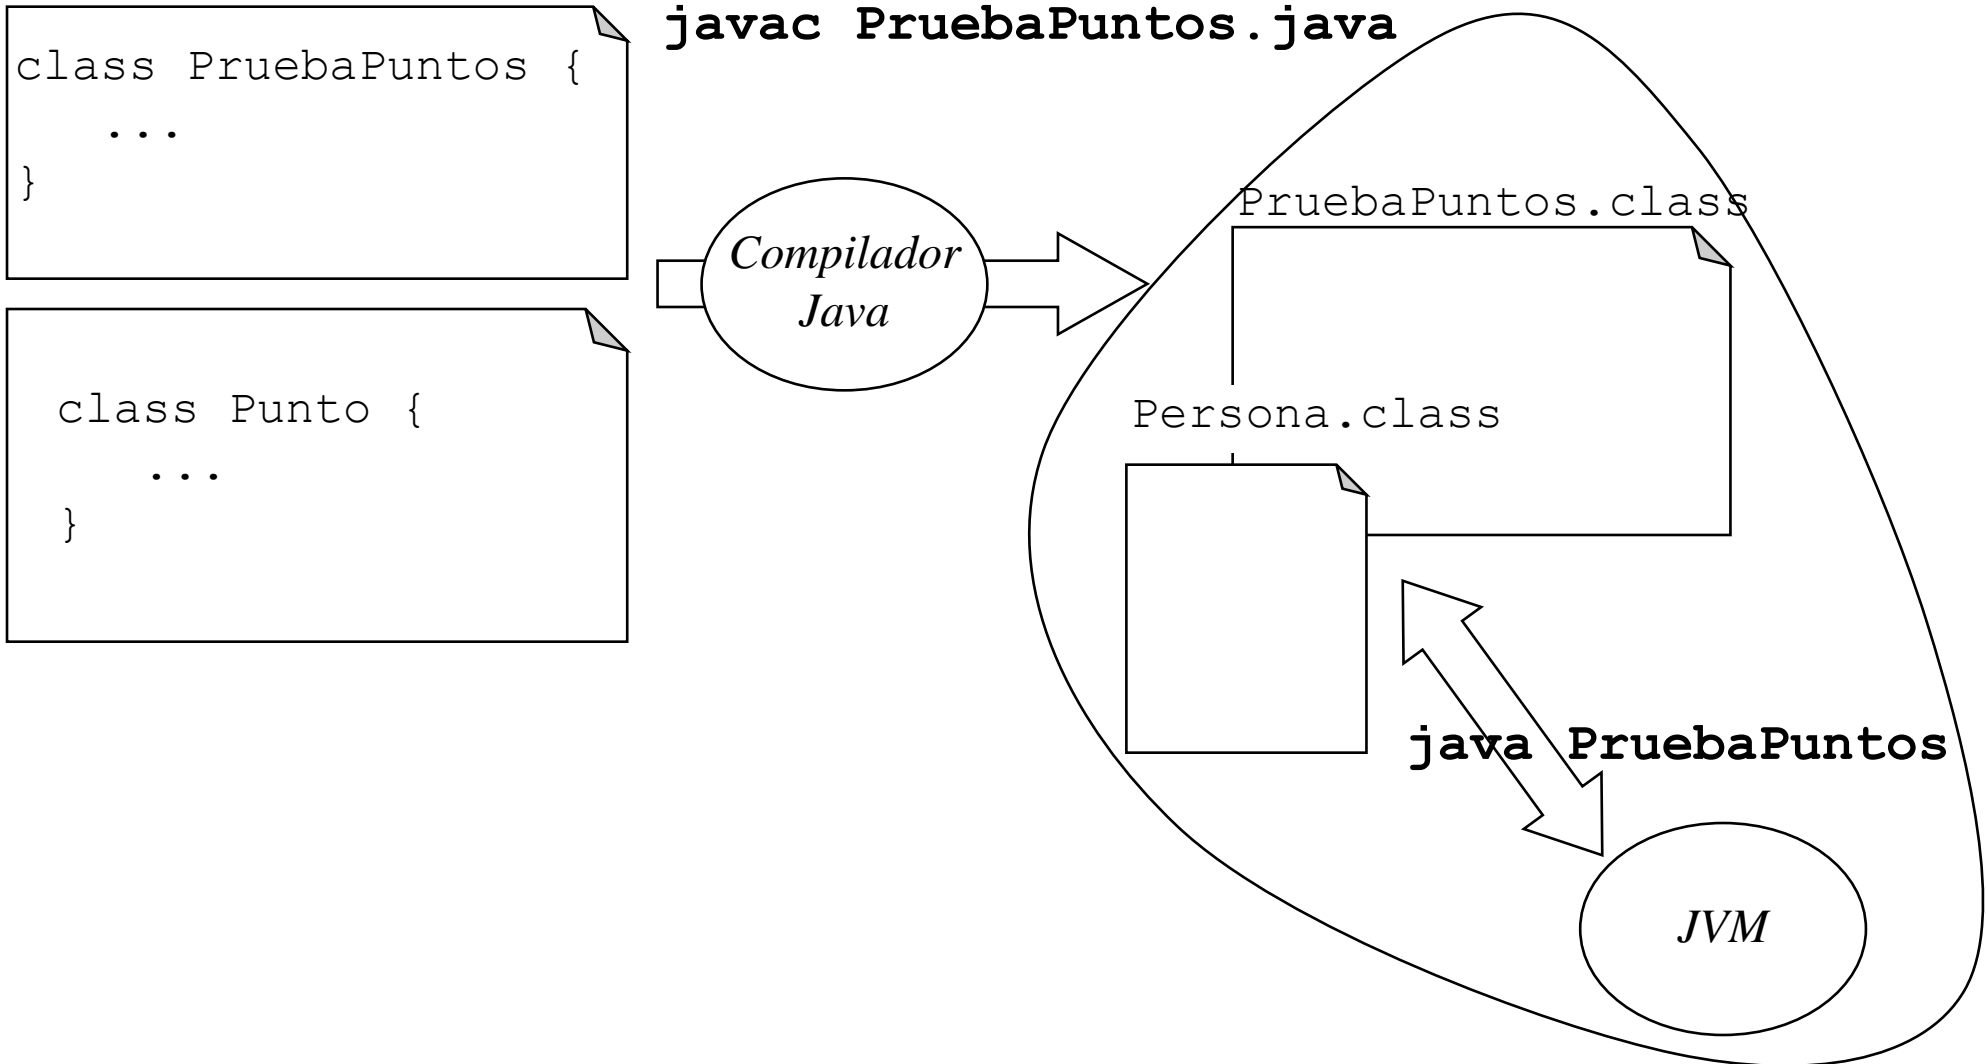 javac PruebaPuntos.java
class PruebaPuntos {
...
}
class Punto {
...
}
Compilador
Java
PruebaPuntos.class
Persona.class
java PruebaPuntos
JVM